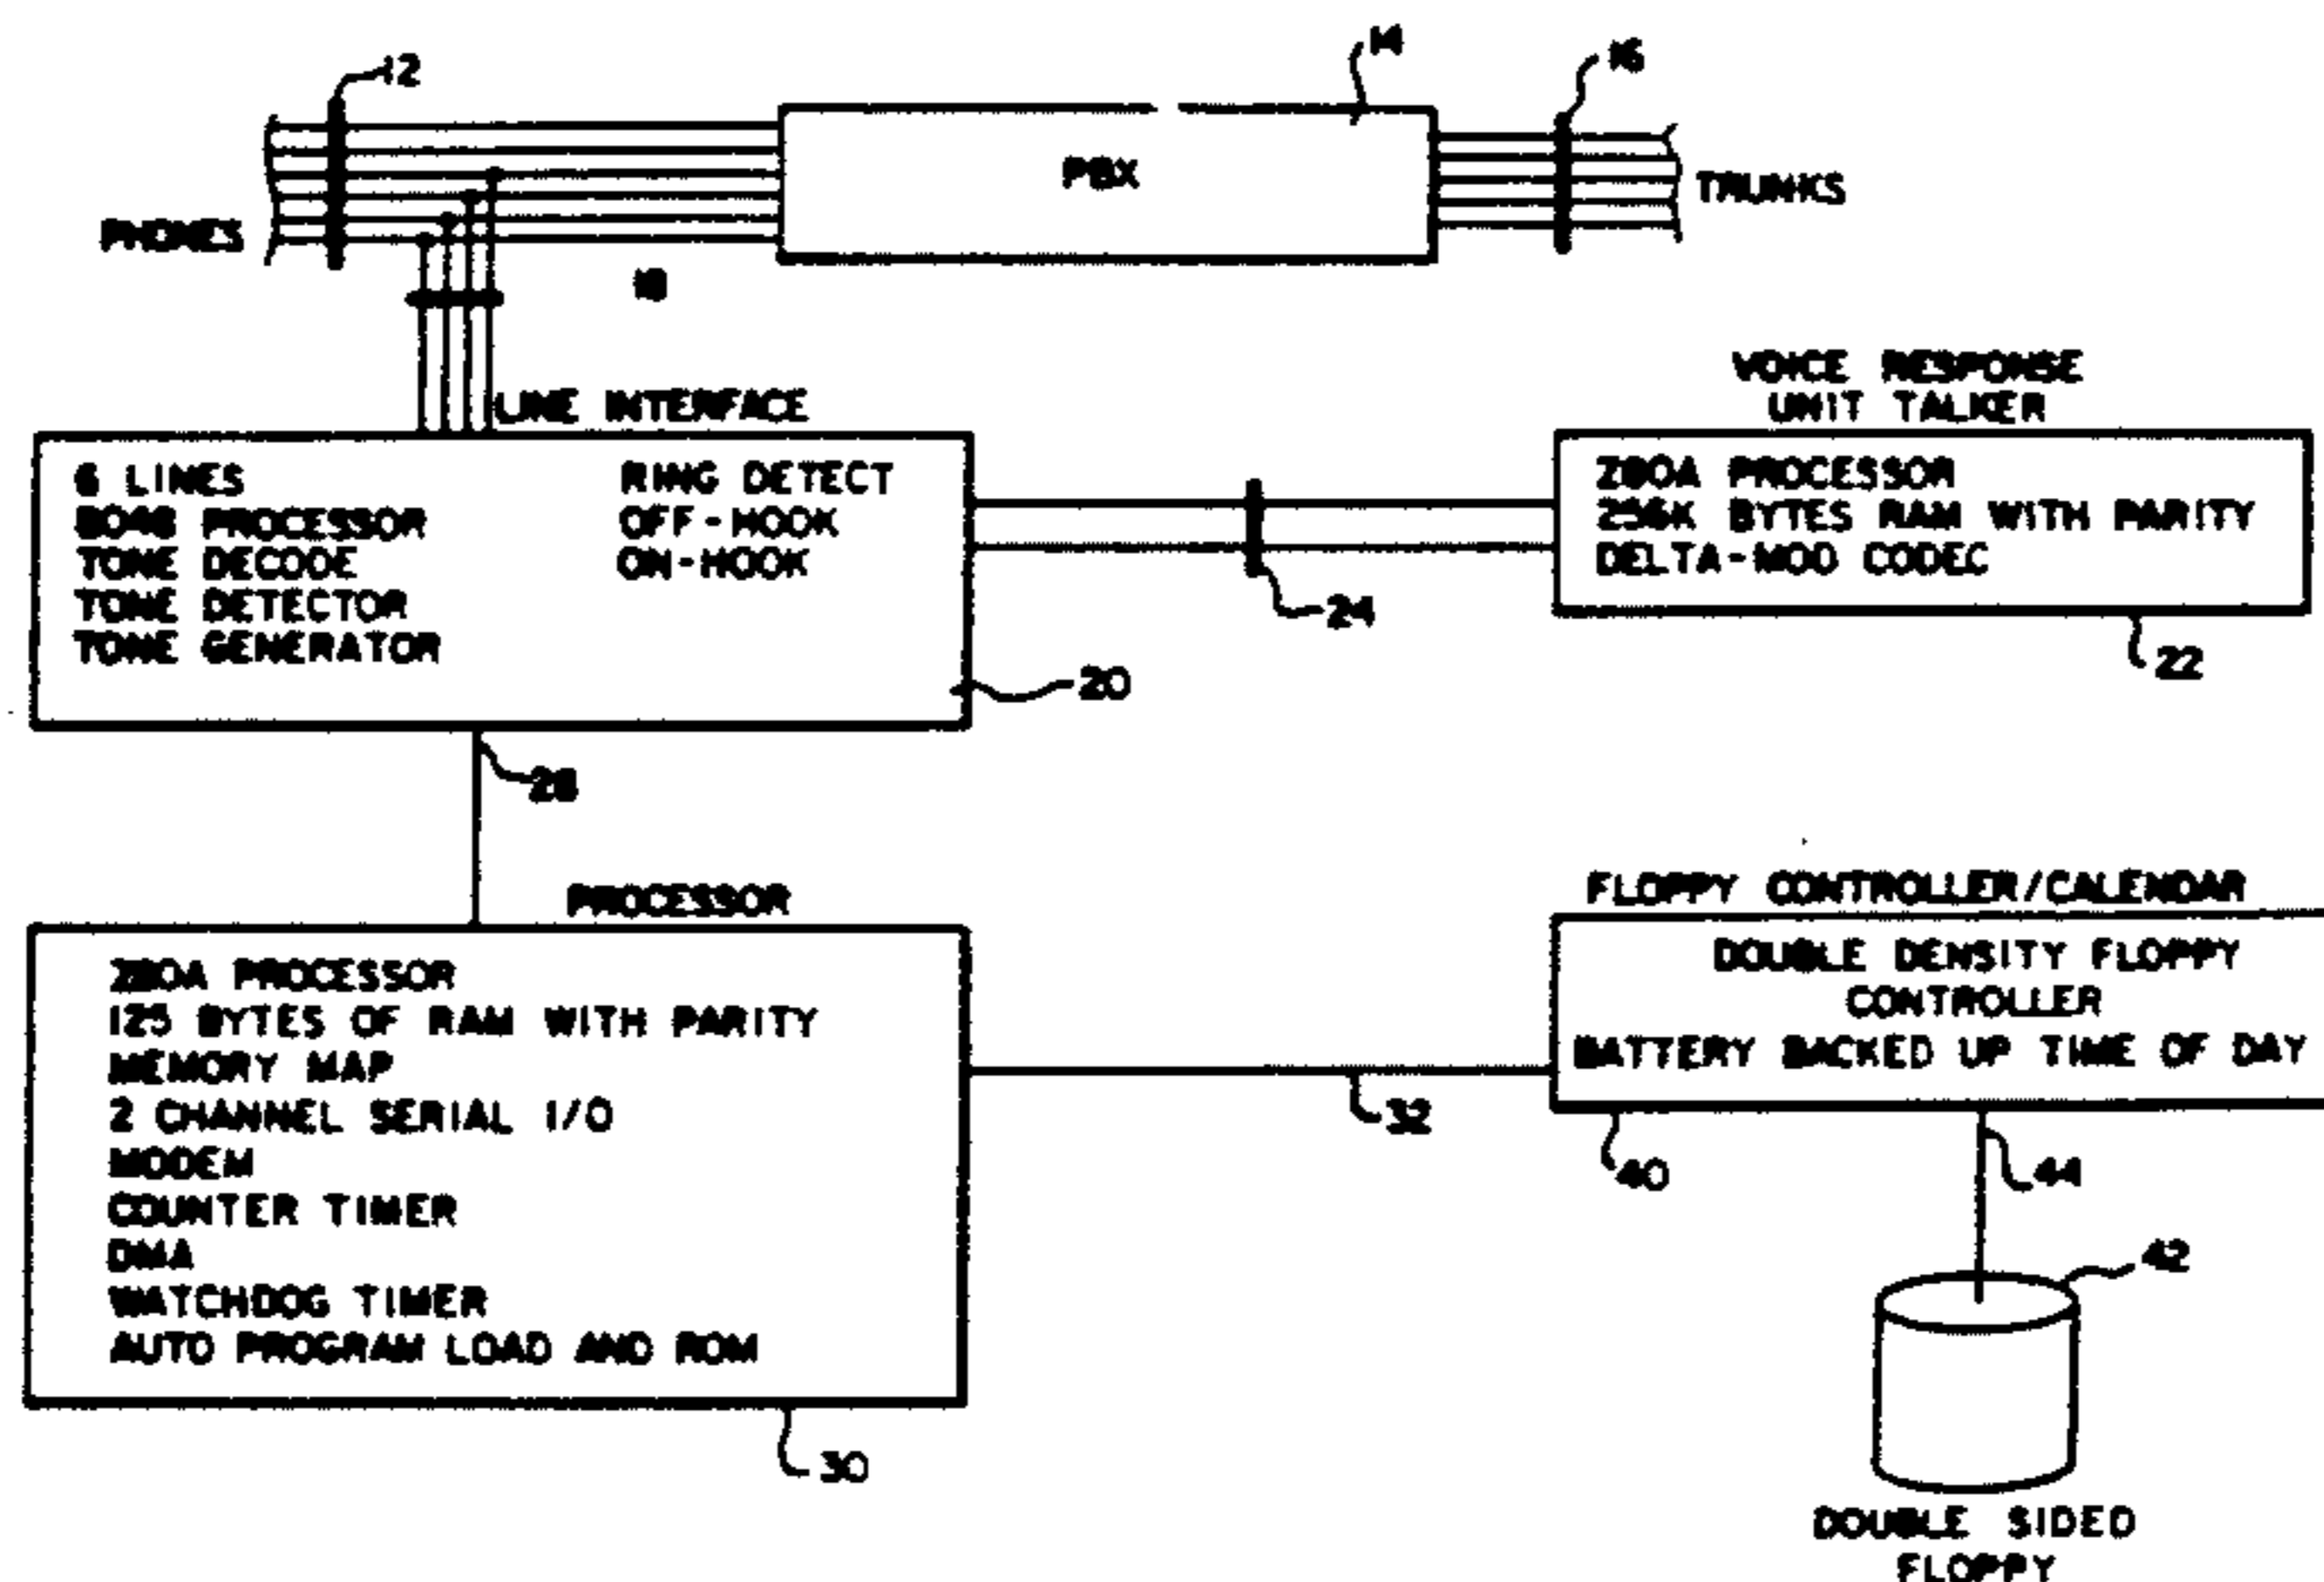 12
14
16
PBX
TRUNKS
PHONES
18
LINE INTERFACE
6 LINES
8048 PROCESSOR
TONE DECODE
TONE DETECTOR
TONE GENERATOR
RING DETECT
OFF-HOOK
ON-HOOK
20
24
VOICE RESPONSE
UNIT TALKER
Z80A PROCESSOR
256K BYTES RAM WITH PARITY
DELTA-MOD CODEC
22
28
PROCESSOR
Z80A PROCESSOR
125 BYTES OF RAM WITH PARITY
MEMORY MAP
2 CHANNEL SERIAL I/O
MODEM
COUNTER TIMER
DMA
WATCHDOG TIMER
AUTO PROGRAM LOAD AND ROM
30
32
FLOPPY CONTROLLER/CALENDAR
DOUBLE DENSITY FLOPPY
CONTROLLER
BATTERY BACKED UP TIME OF DAY
40
44
42
DOUBLE SIDED
FLOPPY